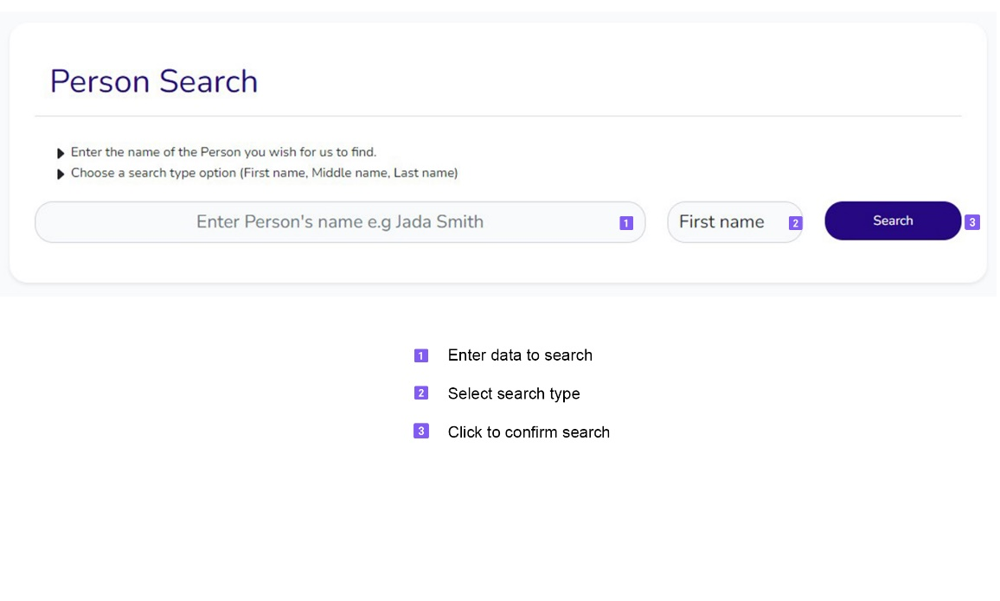 Person Search
Enter the name of the Person you wish for us to find.
Choose a search type option (First name, Middle name, Last name)
Enter Person's name e.g Jada Smith 1 First name 2 Search 3
1 Enter data to search
2 Select search type
3 Click to confirm search